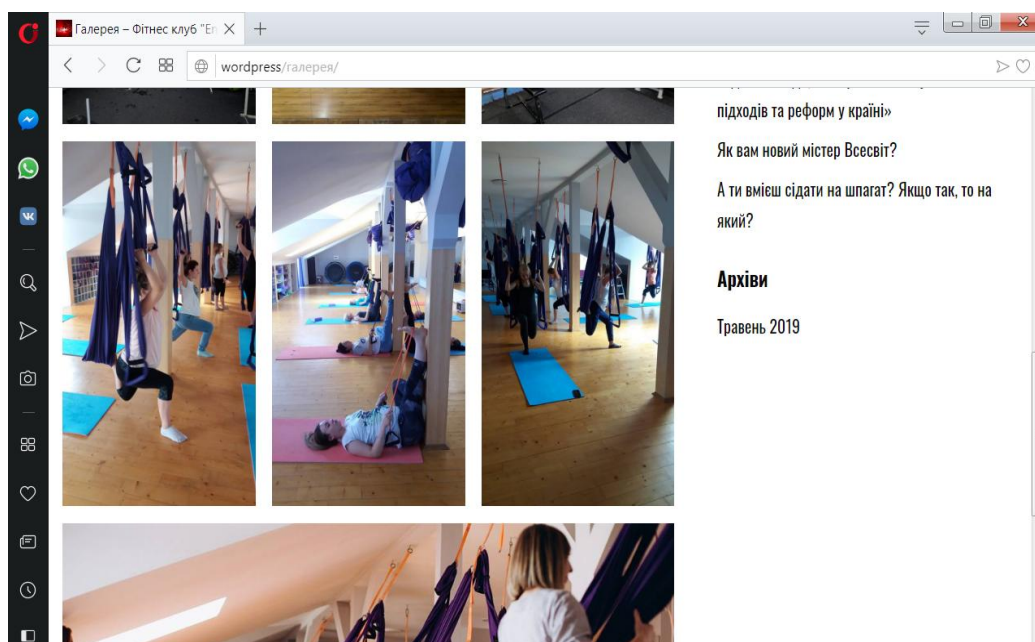 Галерея – Фітнес клуб "En
wordpress/галерея/
підходів та реформ у країні»
Як вам новий містер Всесвіт?
А ти вмієш сідати на шпагат? Якщо так, то на
який?
Архіви
Травень 2019